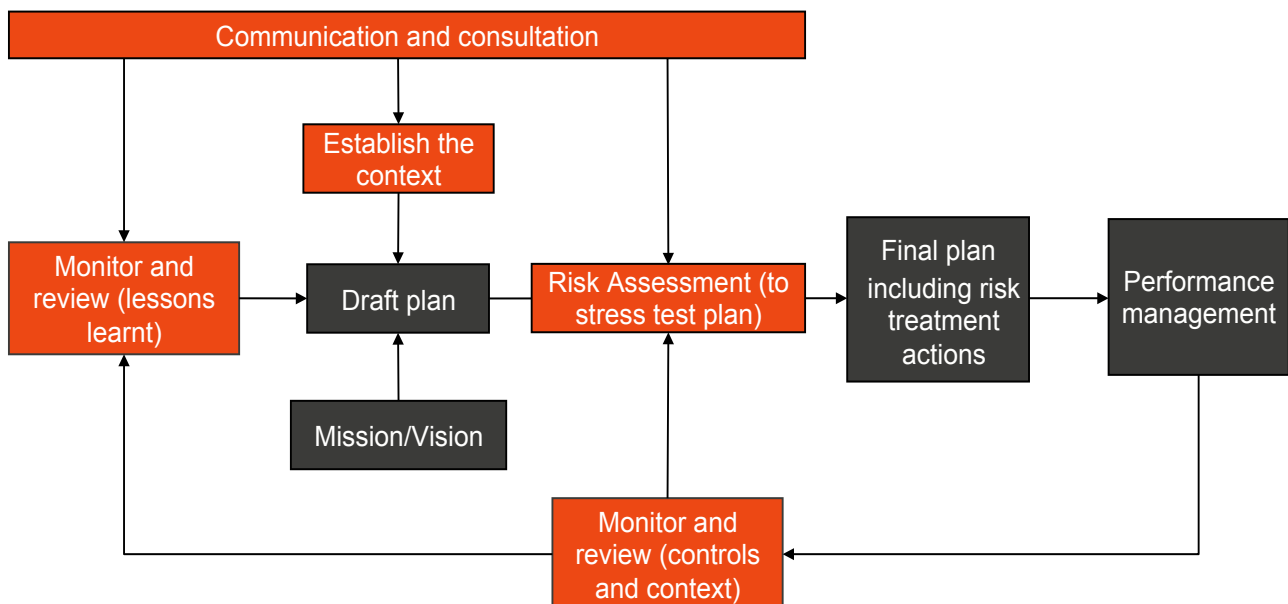 Communication and consultation
Establish the
context
Monitor and
review (lessons
learnt)
Draft plan
Risk Assessment (to
stress test plan)
Final plan
including risk
treatment
actions
Performance
management
Mission/Vision
Monitor and
review (controls
and context)